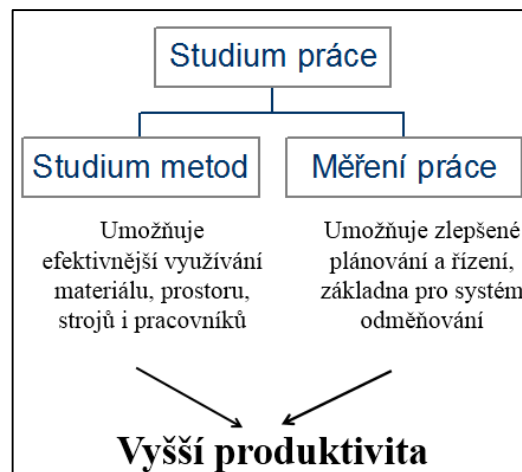 Studium práce
Studium metod
Měření práce
Umožňuje
efektivnější využívání
materiálu, prostoru,
strojů i pracovníků
Umožňuje zlepšené
plánování a řízení,
základna pro systém
odměňování
Vyšší produktivita